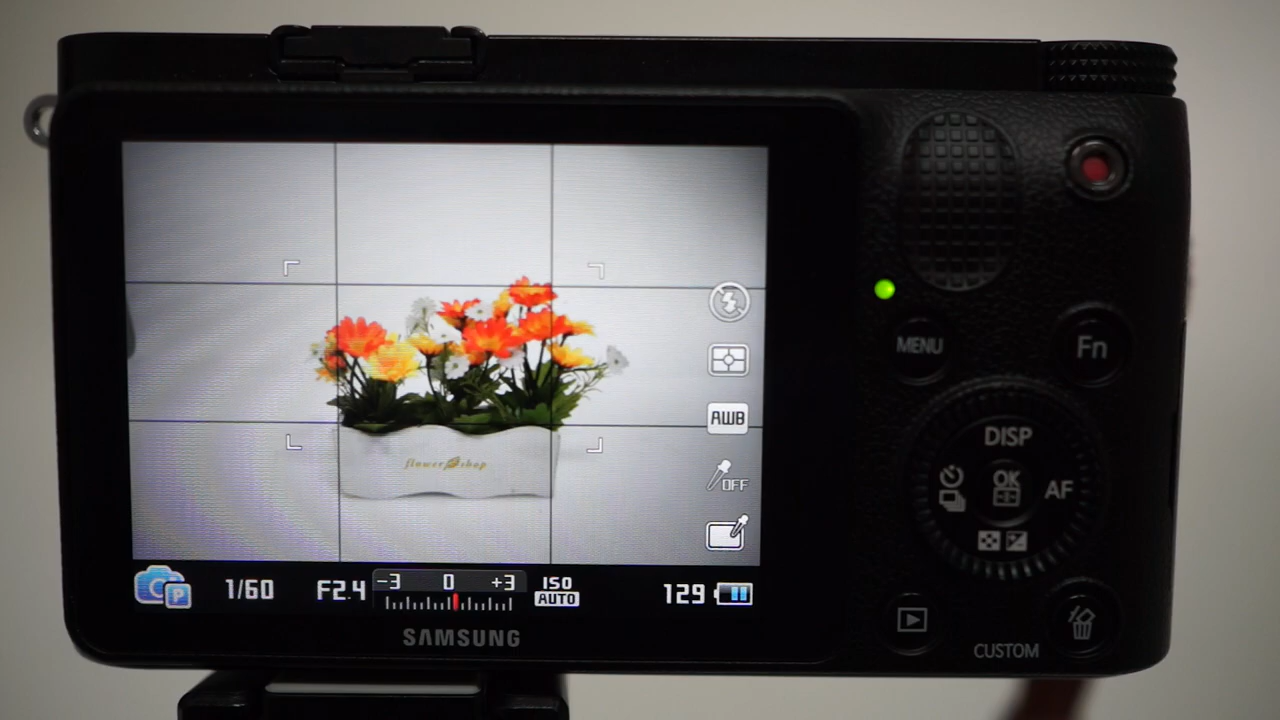 flower shop
AWB
OFF
P
1/60
F2.4
-3 0 +3
ISO
AUTO
129
SAMSUNG
MENU
Fn
DISP
OK
AF
CUSTOM